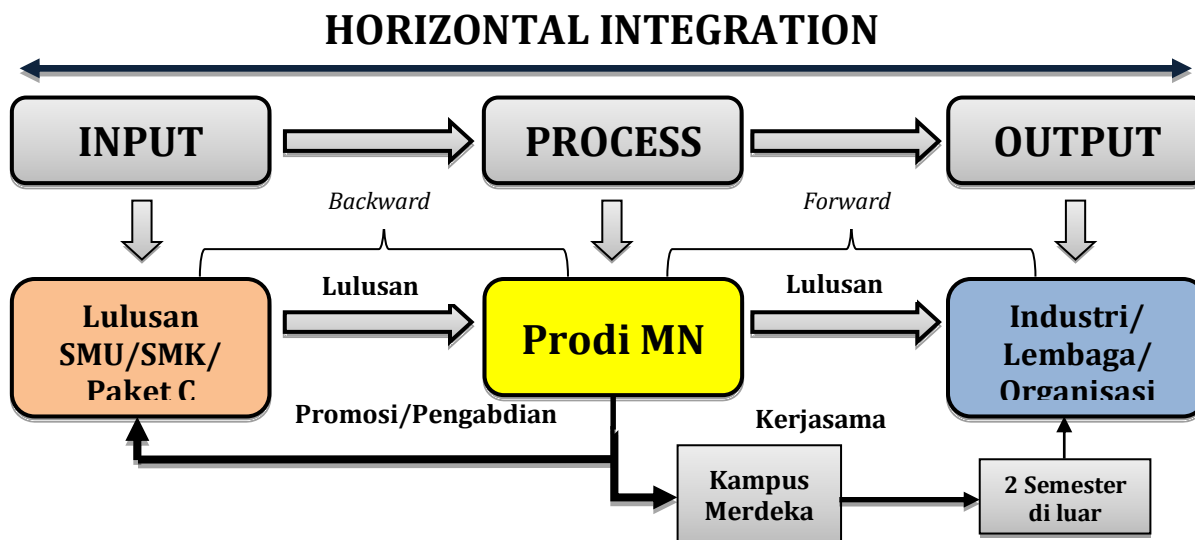 HORIZONTAL INTEGRATION
INPUT
PROCESS
OUTPUT
Backward
Forward
Lulusan
SMU/SMK/
Paket C
Lulusan
Prodi MN
Lulusan
Industri/
Lembaga/
Organisasi
Promosi/Pengabdian
Kerjasama
Kampus
Merdeka
2 Semester
di luar